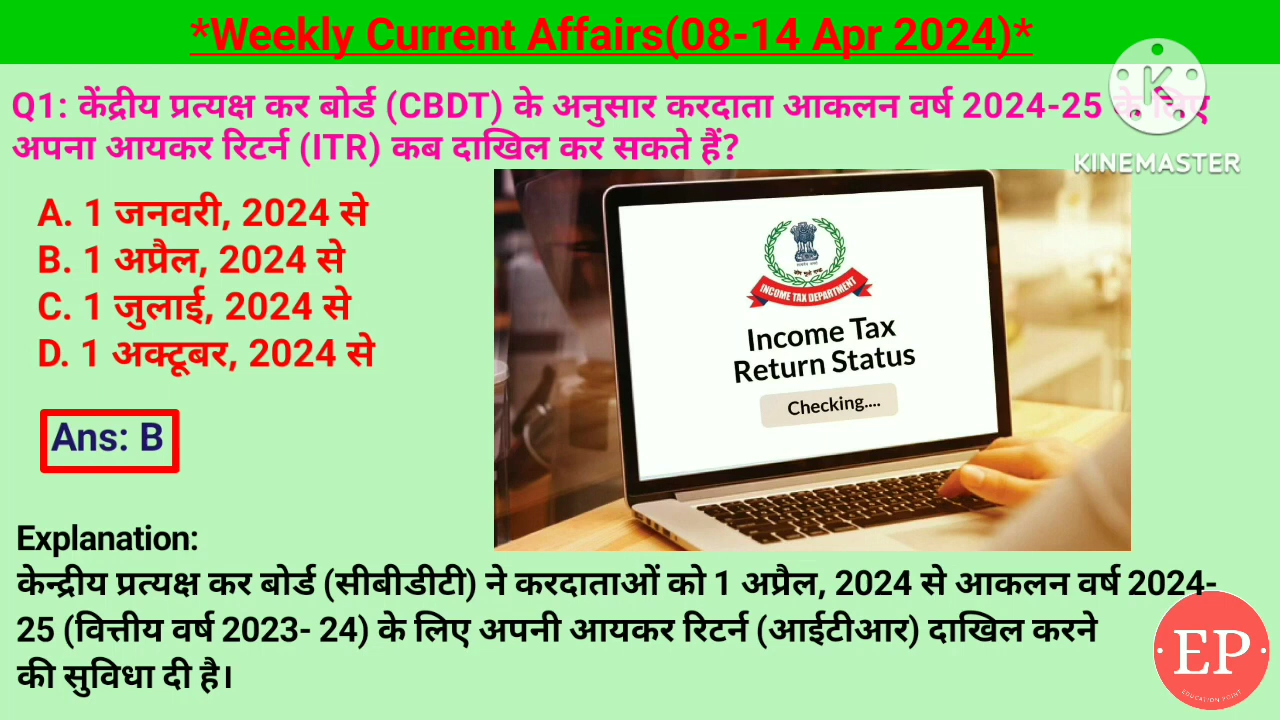 *Weekly Current Affairs(08-14 Apr 2024)*
Q1: केंद्रीय प्रत्यक्ष कर बोर्ड (CBDT) के अनुसार करदाता आकलन वर्ष 2024-25 के लिए
अपना आयकर रिटर्न (ITR) कब दाखिल कर सकते हैं?
K
KINEMASTER
A. 1 जनवरी, 2024 से
B. 1 अप्रैल, 2024 से
C. 1 जुलाई, 2024 से
D. 1 अक्टूबर, 2024 से
INCOME TAX DEPARTMENT
Income Tax
Return Status
Checking....
Ans: B
Explanation:
केन्द्रीय प्रत्यक्ष कर बोर्ड (सीबीडीटी) ने करदाताओं को 1 अप्रैल, 2024 से आकलन वर्ष 2024-
25 (वित्तीय वर्ष 2023- 24) के लिए अपनी आयकर रिटर्न (आईटीआर) दाखिल करने
की सुविधा दी है।
EP
EDUCATION POINT